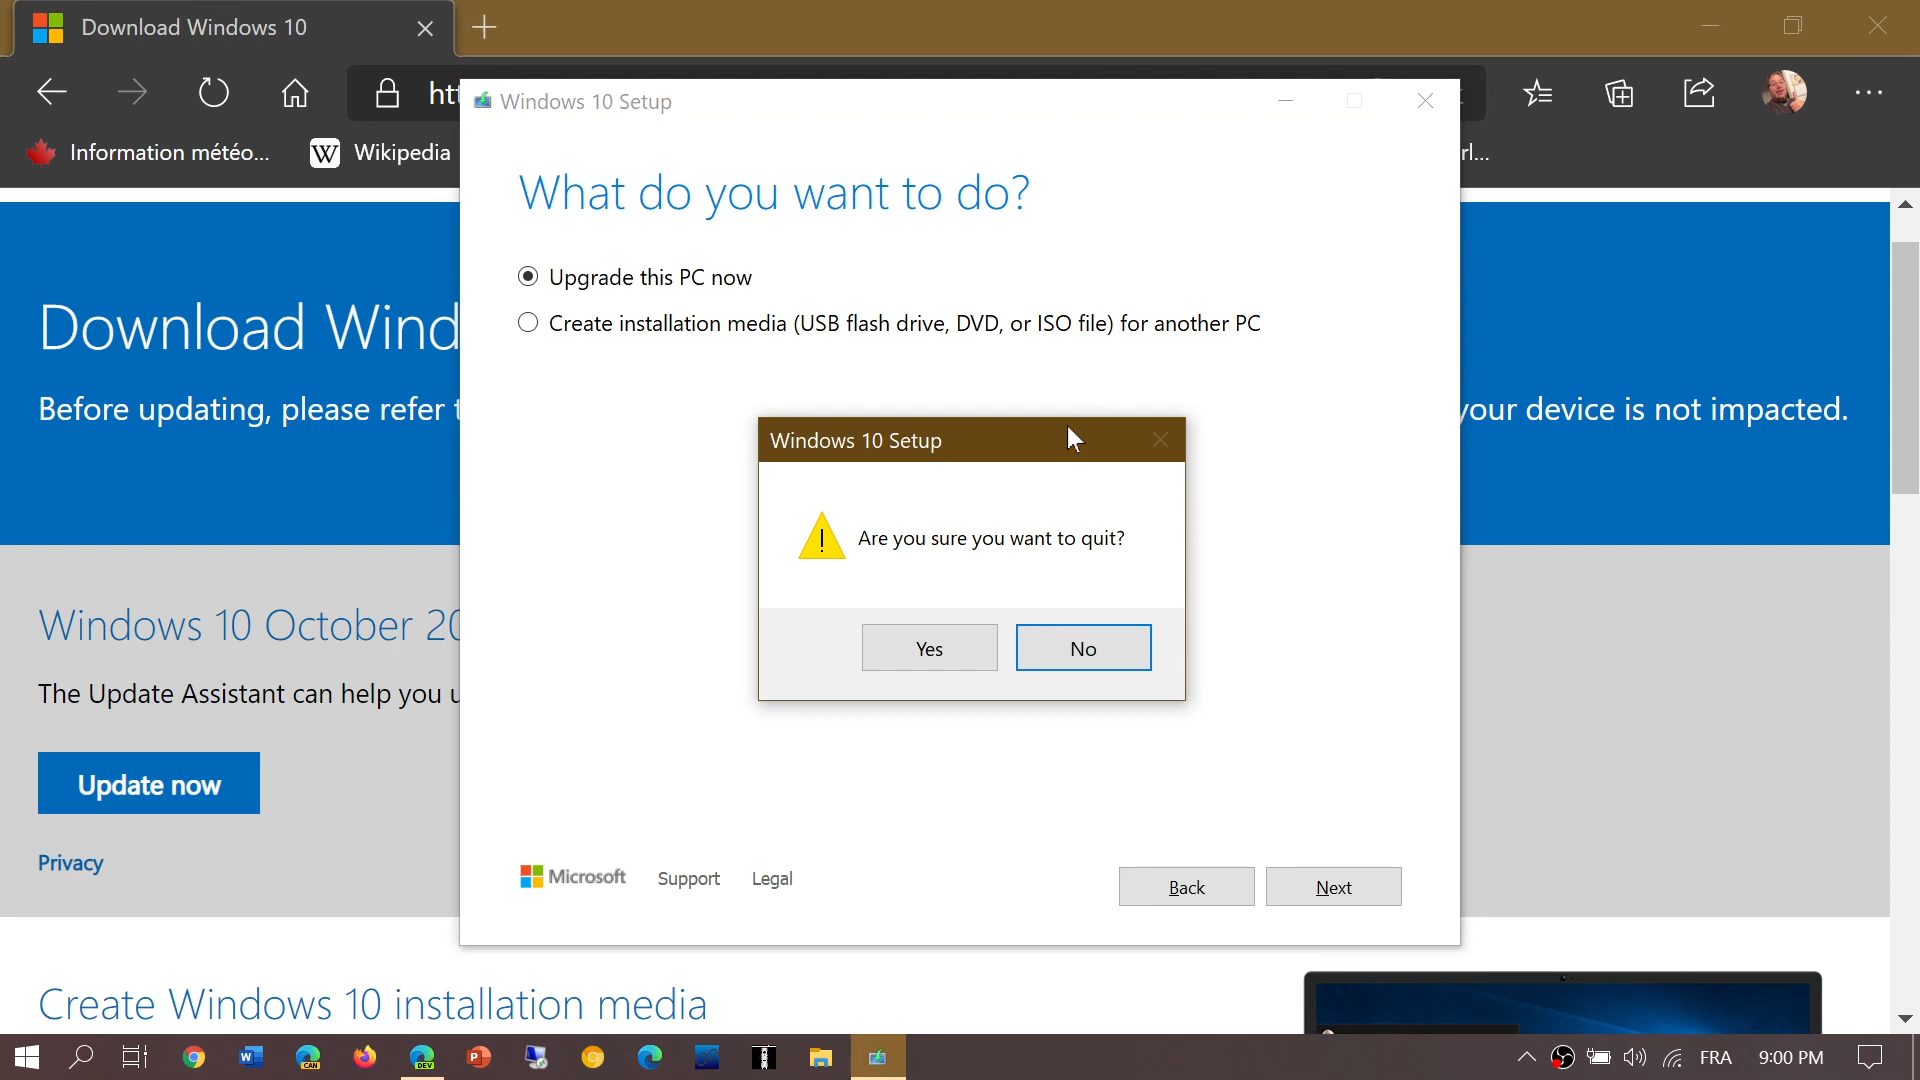 Download Windows 10
htt
Information météo...
Wikipedia
rl...
Windows 10 Setup
What do you want to do?
Upgrade this PC now
Create installation media (USB flash drive, DVD, or ISO file) for another PC
Download Wind
Before updating, please refer t
your device is not impacted.
Windows 10 Setup
Are you sure you want to quit?
Yes
No
Windows 10 October 20
The Update Assistant can help you u
Update now
Privacy
Microsoft
Support
Legal
Back
Next
Create Windows 10 installation media
CAN
DEV
FRA
9:00 PM